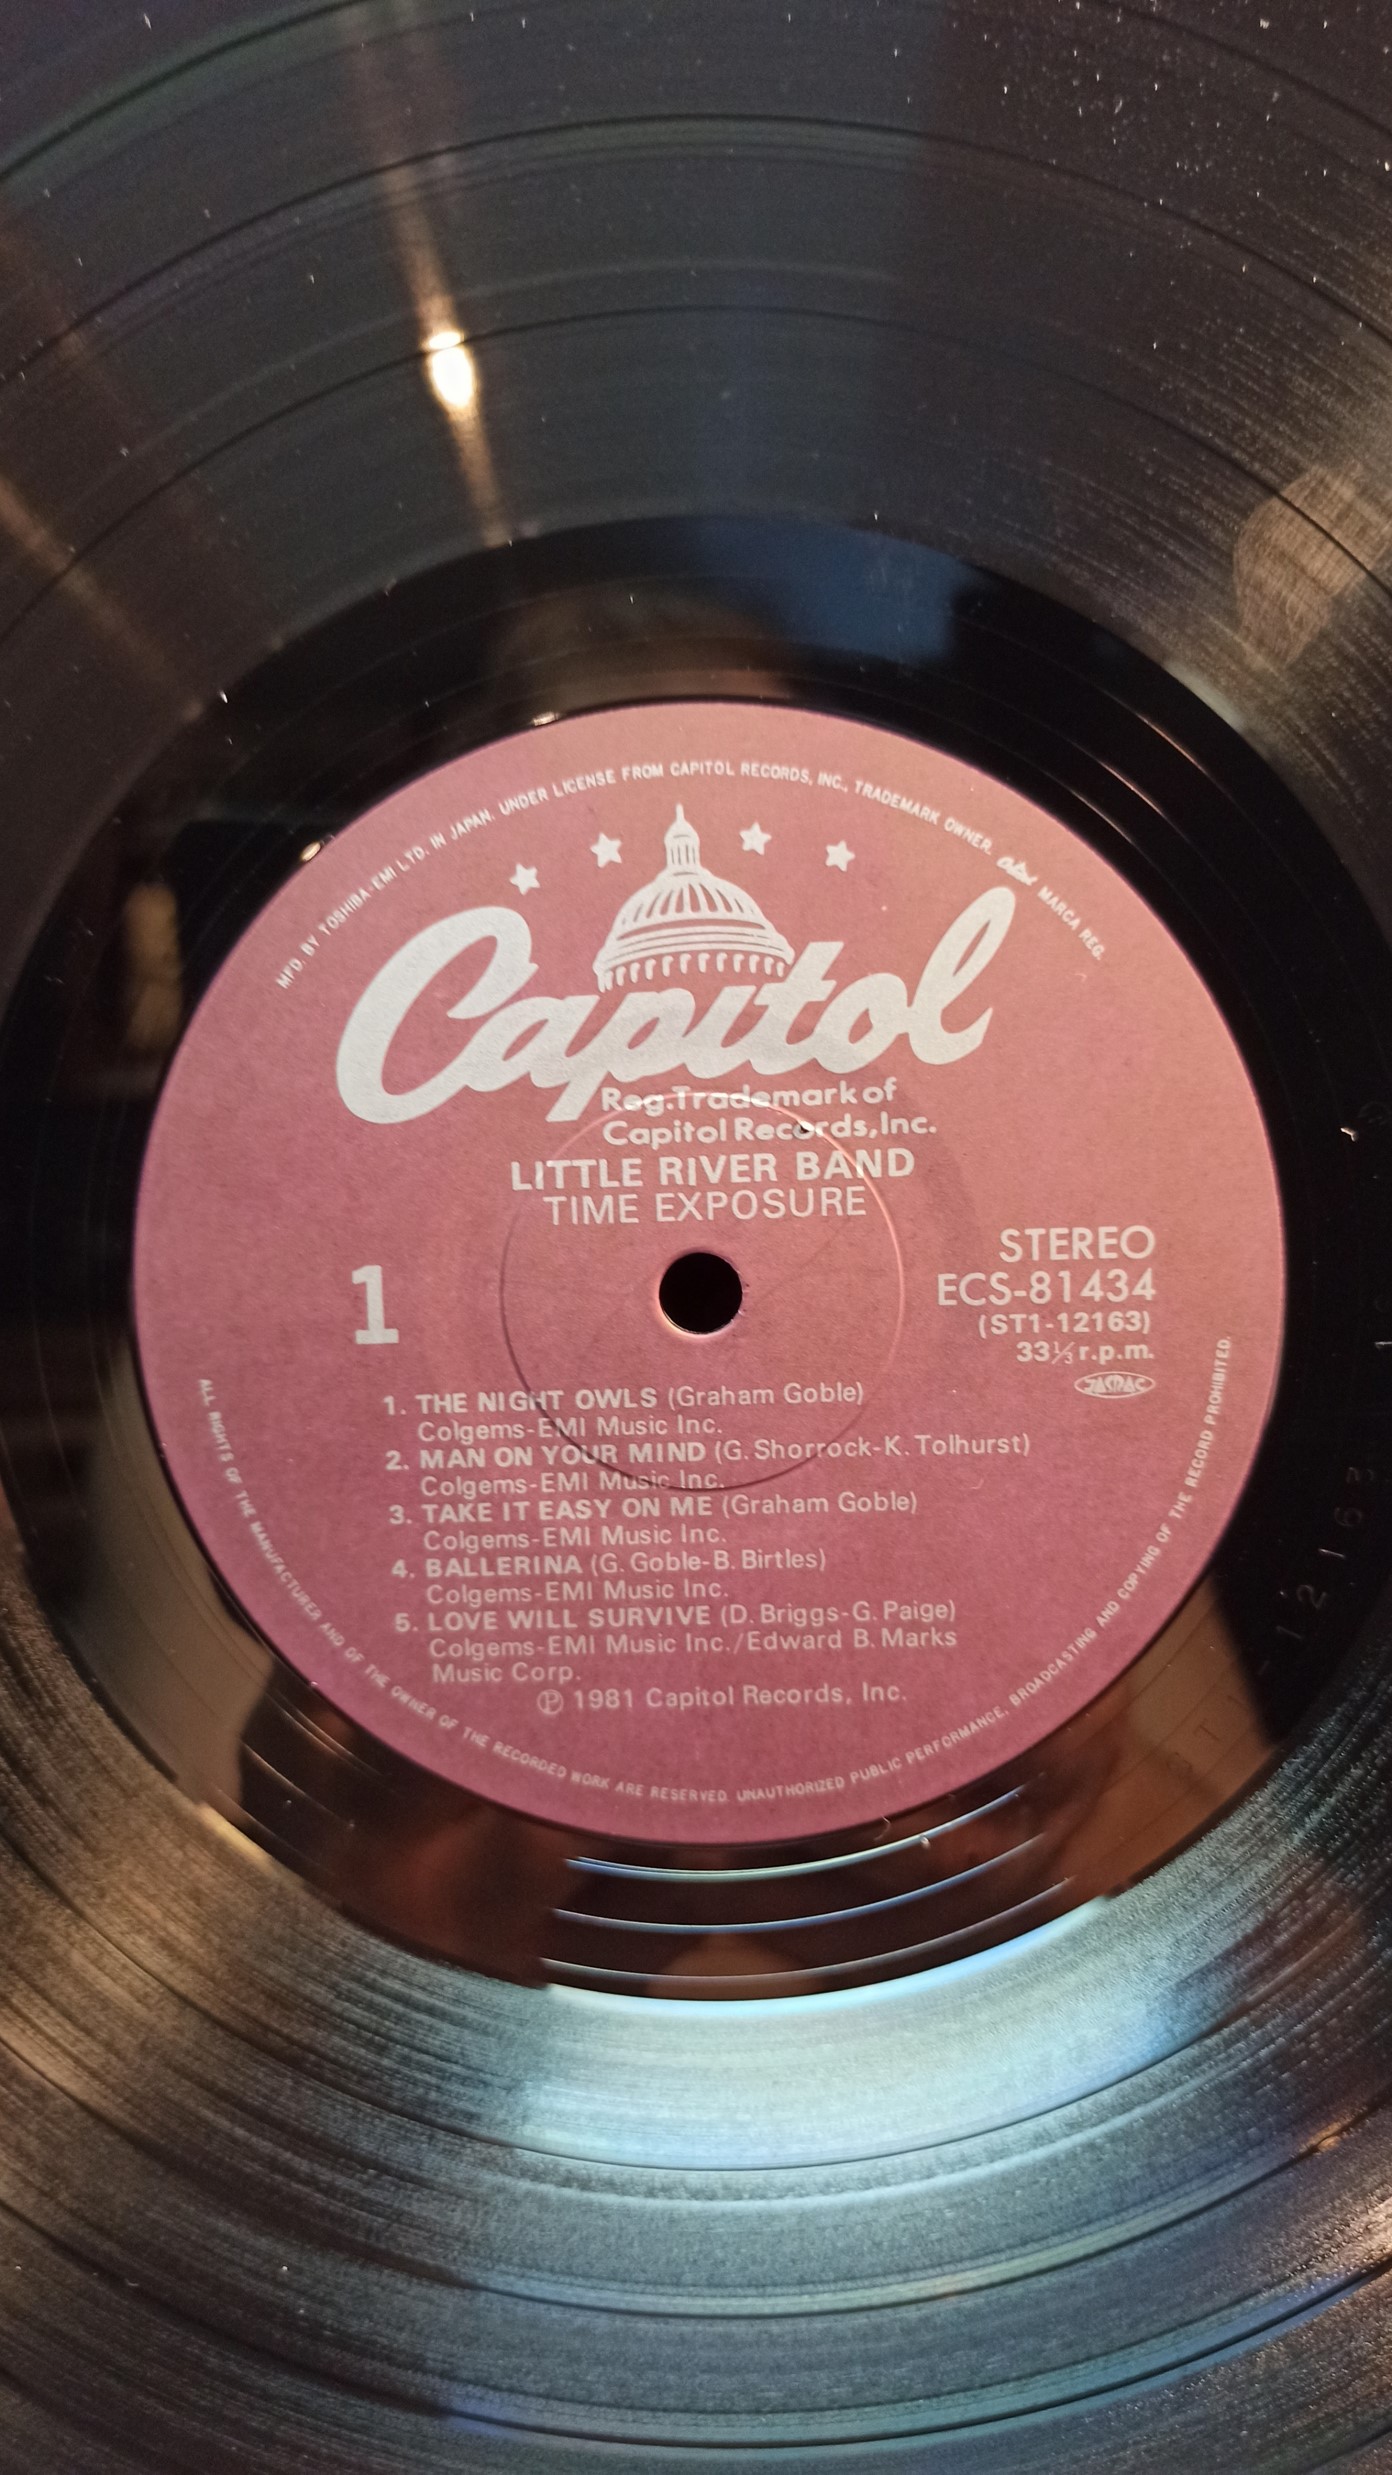 MFD. BY TOSHIBA-EMI LTD. IN JAPAN. UNDER LICENSE FROM CAPITOL RECORDS, INC., TRADEMARK OWNER. MARCA REG.
Capitol
Reg. Trademark of
Capitol Records, Inc.
LITTLE RIVER BAND
TIME EXPOSURE
STEREO
ECS-81434
(ST1-12163)
33⅓ r.p.m.
JASRAC
1
1. THE NIGHT OWLS (Graham Goble)
Colgems-EMI Music Inc.
2. MAN ON YOUR MIND (G. Shorrock-K. Tolhurst)
Colgems-EMI Music Inc.
3. TAKE IT EASY ON ME (Graham Goble)
Colgems-EMI Music Inc.
4. BALLERINA (G. Goble-B. Birtles)
Colgems-EMI Music Inc.
5. LOVE WILL SURVIVE (D. Briggs-G. Paige)
Colgems-EMI Music Inc./Edward B. Marks
Music Corp.
℗ 1981 Capitol Records, Inc.
ALL RIGHTS OF THE MANUFACTURER AND OF THE OWNER OF THE RECORDED WORK ARE RESERVED. UNAUTHORIZED PUBLIC PERFORMANCE, BROADCASTING AND COPYING OF THE RECORD PROHIBITED.
-12163